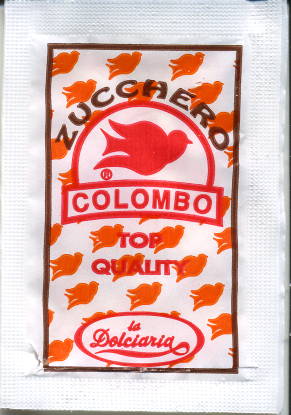 ZUCCHERO
®
COLOMBO
TOP
QUALITY
la
Dolciaria